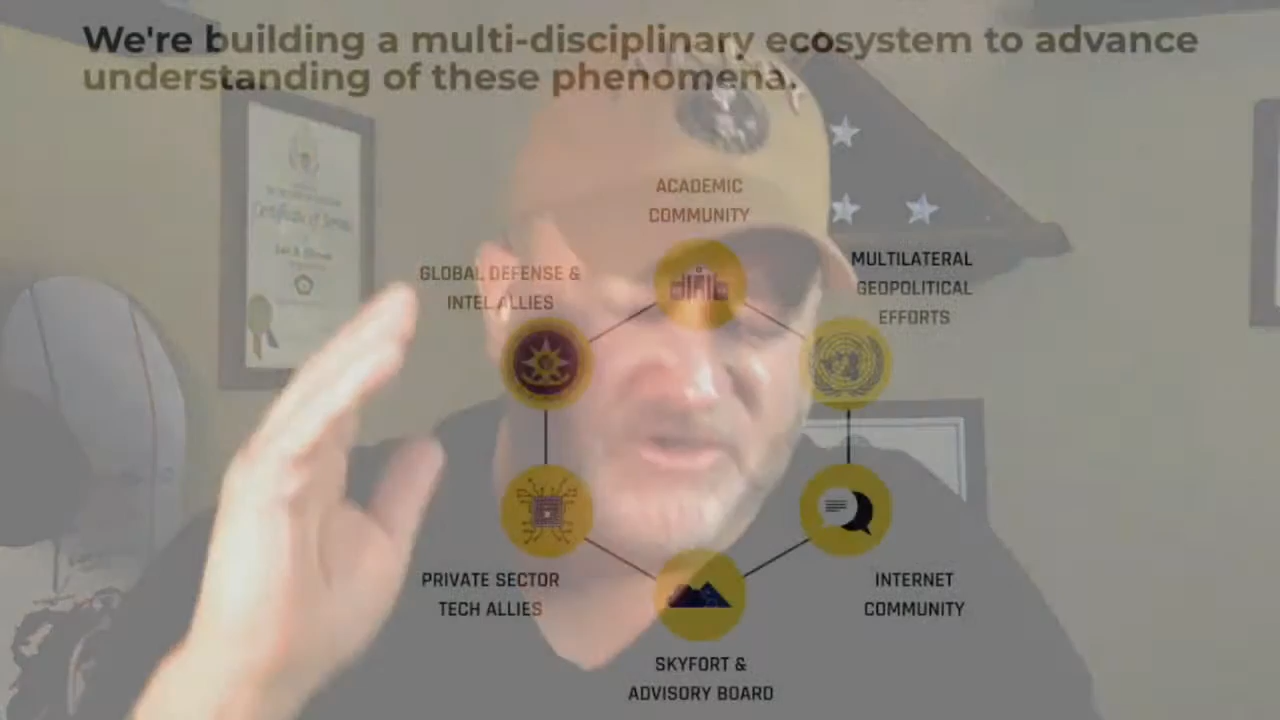 We're building a multi-disciplinary ecosystem to advance
understanding of these phenomena.
ACADEMIC
COMMUNITY
GLOBAL DEFENSE &
INTEL ALLIES
MULTILATERAL
GEOPOLITICAL
EFFORTS
PRIVATE SECTOR
TECH ALLIES
INTERNET
COMMUNITY
SKYFORT &
ADVISORY BOARD